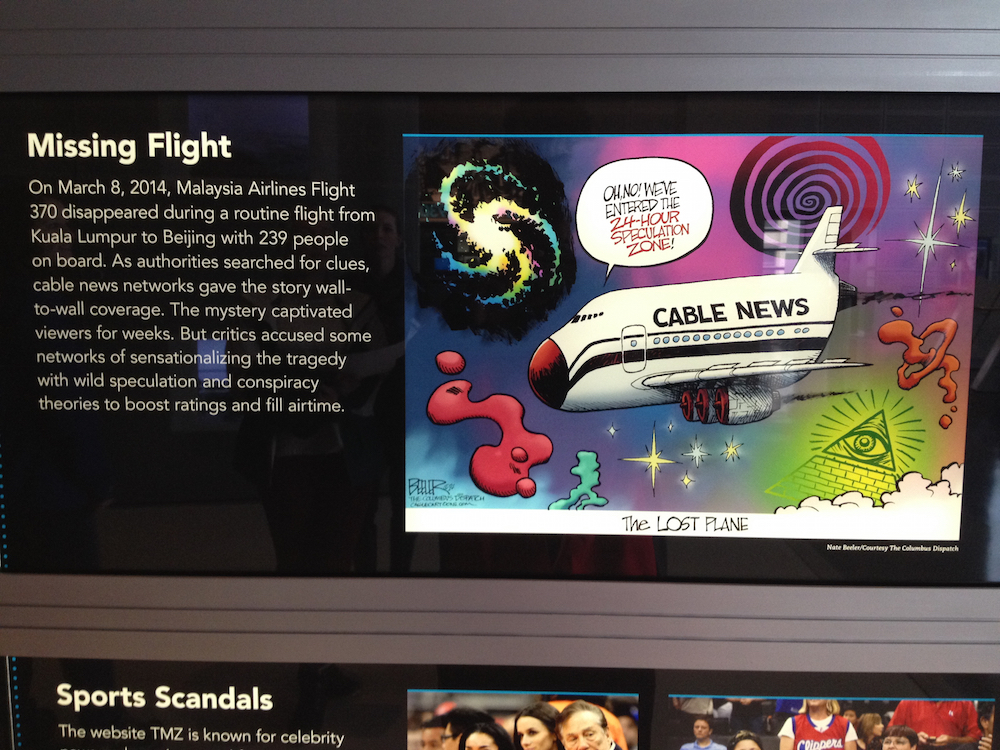 Missing Flight
On March 8, 2014, Malaysia Airlines Flight
370 disappeared during a routine flight from
Kuala Lumpur to Beijing with 239 people
on board. As authorities searched for clues,
cable news networks gave the story wall-
to-wall coverage. The mystery captivated
viewers for weeks. But critics accused some
networks of sensationalizing the tragedy
with wild speculation and conspiracy
theories to boost ratings and fill airtime.
OH, NO! WE'VE
ENTERED THE
24-HOUR
SPECULATION
ZONE!
CABLE NEWS
BEELER
THE COLUMBUS DISPATCH
THE LOST PLANE
Nate Beeler/Courtesy The Columbus Dispatch
Sports Scandals
The website TMZ is known for celebrity
Clippers